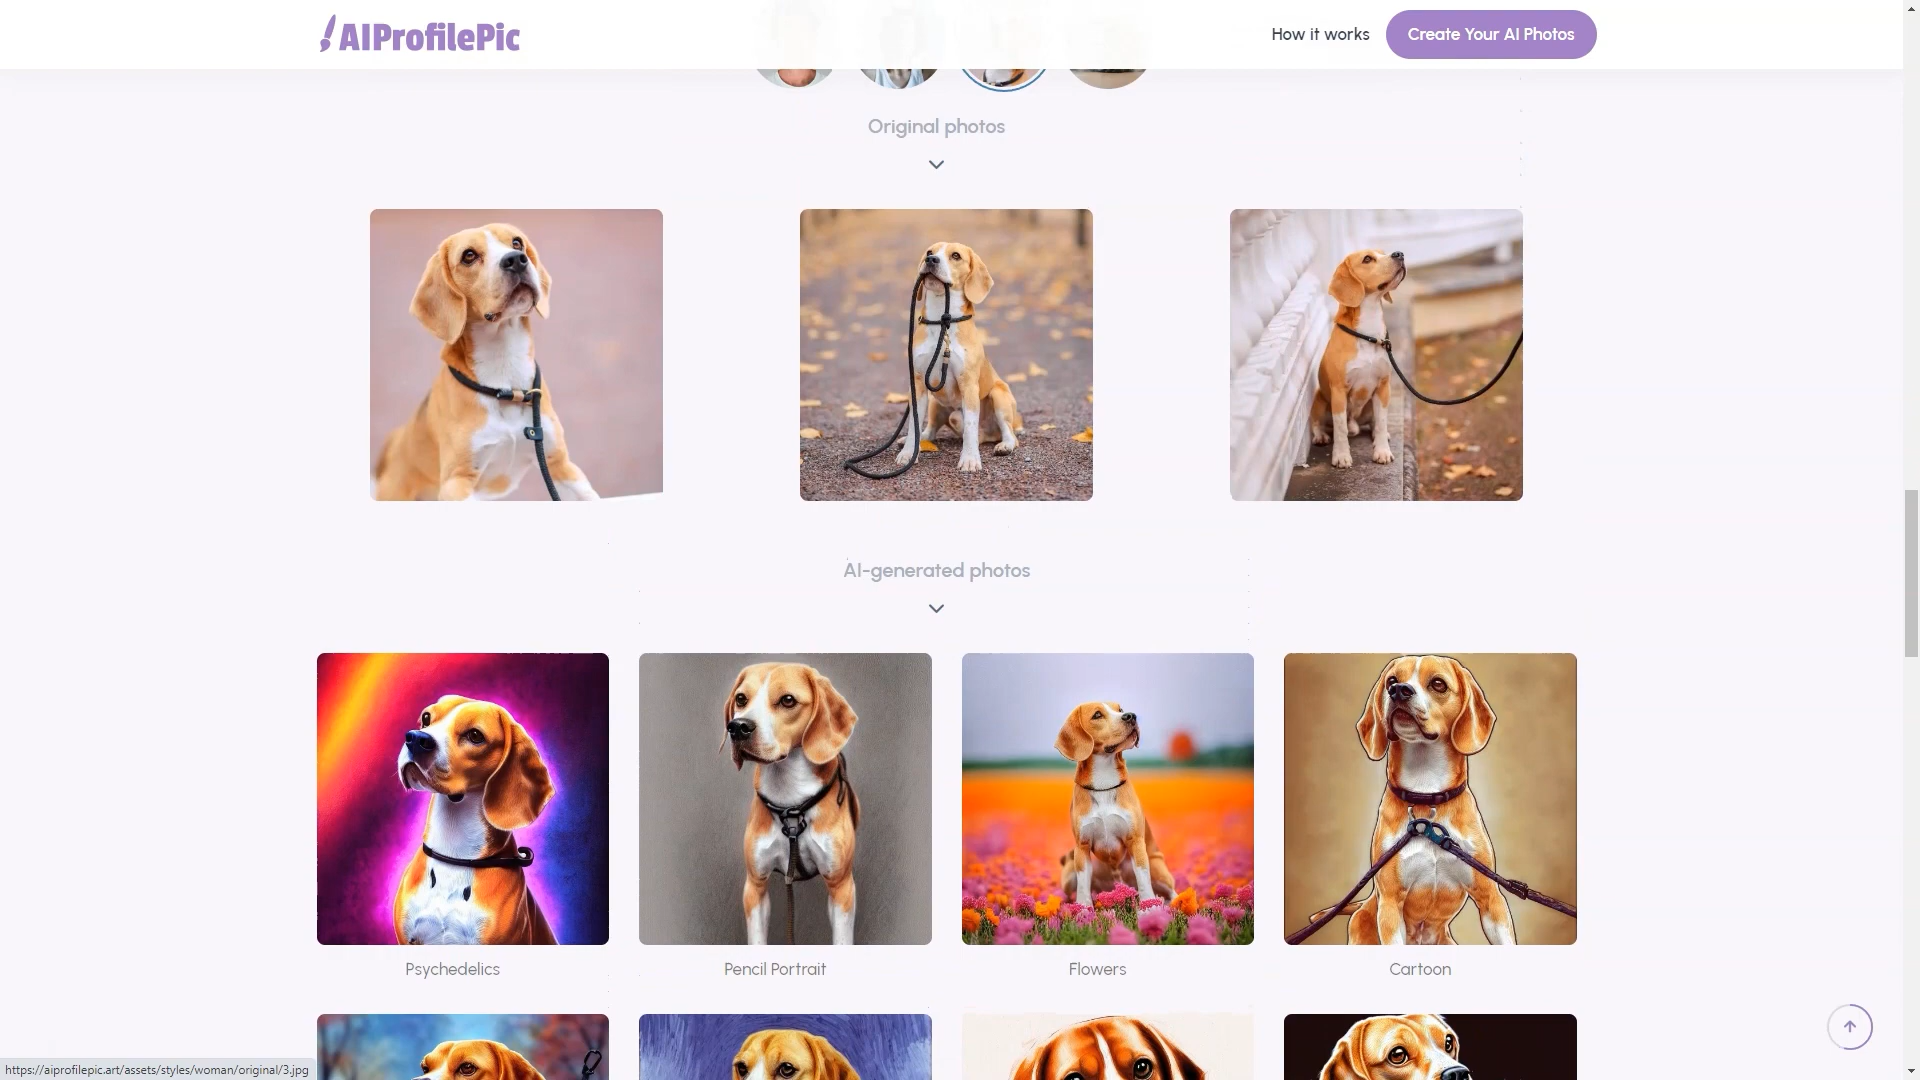 AIProfilePic
How it works
Create Your AI Photos
Original photos
AI-generated photos
Psychedelics
Pencil Portrait
Flowers
Cartoon
https://aiprofilepic.art/assets/styles/woman/original/3.jpg